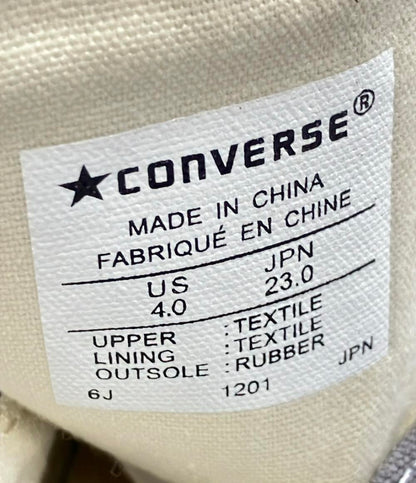 ★CONVERSE®
MADE IN CHINA
FABRIQUÉ EN CHINE
US JPN
4.0 23.0
UPPER : TEXTILE
LINING : TEXTILE
OUTSOLE : RUBBER
6J 1201 JPN